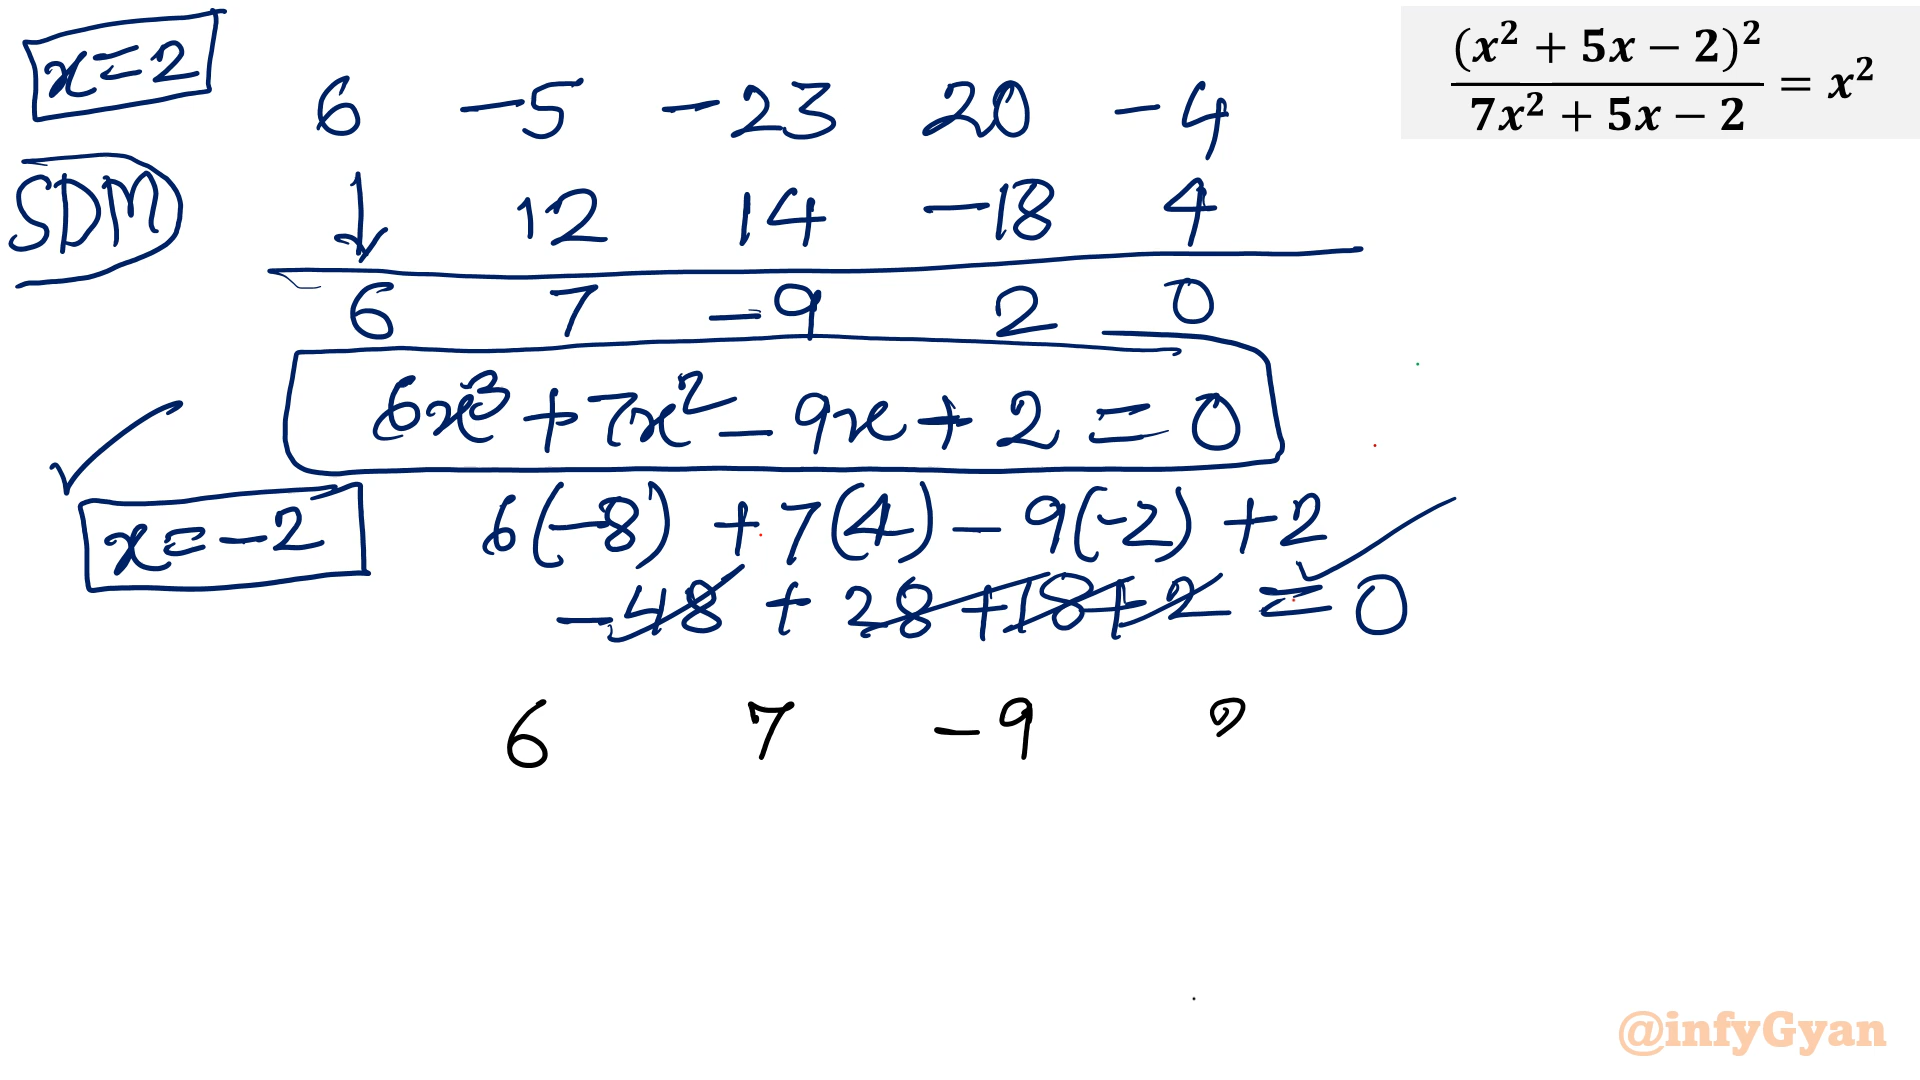 x=2
(x² + 5x − 2)² / 7x² + 5x − 2 = x²
6 −5 −23 20 −4
SDM
↓ 12 14 −18 4
6 7 −9 2 0
6x³ + 7x² − 9x + 2 = 0
x=−2
6(−8) + 7(4) − 9(−2) + 2
−48 + 28 + 18 + 2 = 0
6 7 −9
@infyGyan